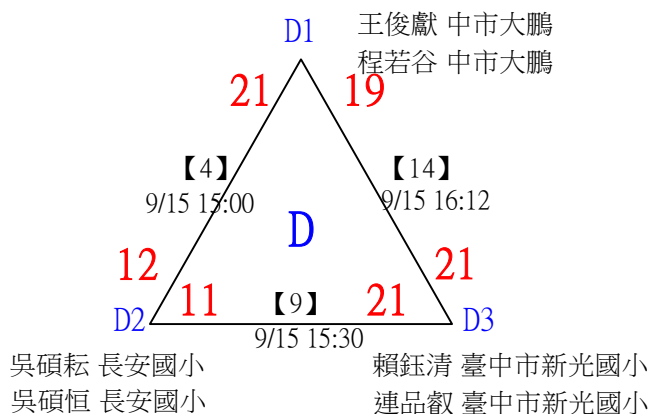 D1
王俊獻 中市大鵬
程若谷 中市大鵬
21
19
【4】
9/15 15:00
【14】
9/15 16:12
D
12
21
11
【9】
21
D2
9/15 15:30
D3
吳碩耘 長安國小
吳碩恒 長安國小
賴鈺清 臺中市新光國小
連品叡 臺中市新光國小